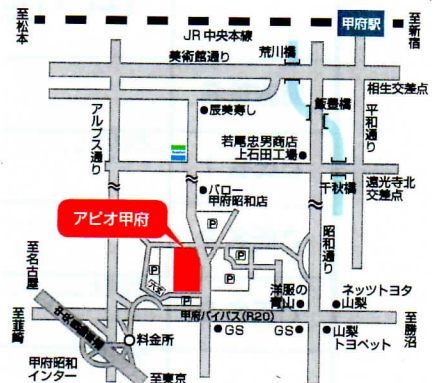 至松本
甲府駅
至新宿
JR中央本線
美術館通り
荒川橋
相生交差点
アルプス通り
辰美寿し
飯豊橋
平和通り
若尾忠男商店
上石田工場
千秋橋
遠光寺北
交差点
バロー
甲府昭和店
昭和通り
アピオ甲府
P
P
P
P
至名古屋
洋服の
青山
ネッツトヨタ
山梨
甲府バイパス(R20)
至韮崎
至勝沼
料金所
GS
GS
山梨
トヨペット
甲府昭和
インター
至東京